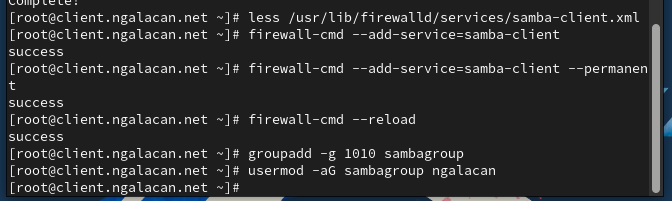 Complete!
[root@client.ngalacan.net ~]# less /usr/lib/firewalld/services/samba-client.xml
[root@client.ngalacan.net ~]# firewall-cmd --add-service=samba-client
success
[root@client.ngalacan.net ~]# firewall-cmd --add-service=samba-client --permanen
t
success
[root@client.ngalacan.net ~]# firewall-cmd --reload
success
[root@client.ngalacan.net ~]# groupadd -g 1010 sambagroup
[root@client.ngalacan.net ~]# usermod -aG sambagroup ngalacan
[root@client.ngalacan.net ~]#